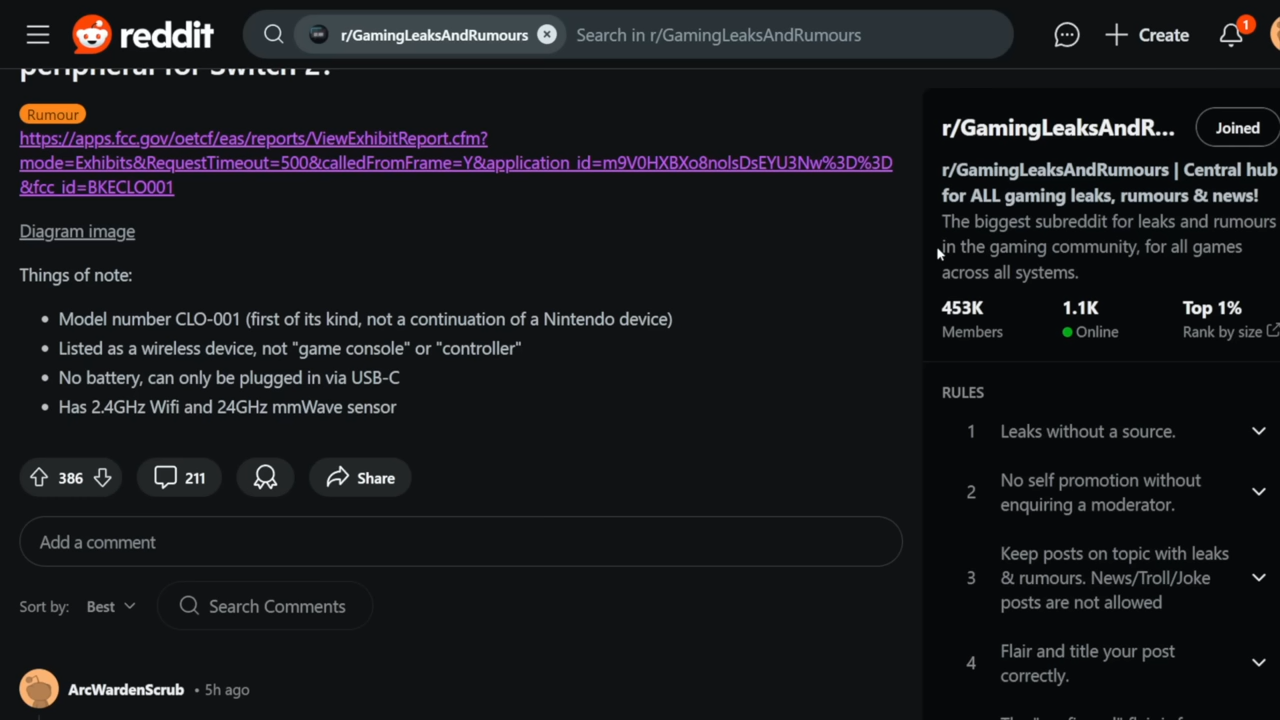 reddit
r/GamingLeaksAndRumours
Search in r/GamingLeaksAndRumours
Create
1
peripheral for Switch 2?
Rumour
https://apps.fcc.gov/oetcf/eas/reports/ViewExhibitReport.cfm?
mode=Exhibits&RequestTimeout=500&calledFromFrame=Y&application_id=m9V0HXBXo8nolsDsEYU3Nw%3D%3D
&fcc_id=BKECLO001
Diagram image
Things of note:
• Model number CLO-001 (first of its kind, not a continuation of a Nintendo device)
• Listed as a wireless device, not "game console" or "controller"
• No battery, can only be plugged in via USB-C
• Has 2.4GHz Wifi and 24GHz mmWave sensor
386
211
Share
Add a comment
Sort by: Best
Search Comments
ArcWardenScrub • 5h ago
r/GamingLeaksAndR...
Joined
r/GamingLeaksAndRumours | Central hub
for ALL gaming leaks, rumours & news!
The biggest subreddit for leaks and rumours
in the gaming community, for all games
across all systems.
453K 1.1K Top 1%
Members Online Rank by size
RULES
1 Leaks without a source.
2 No self promotion without
enquiring a moderator.
3 Keep posts on topic with leaks
& rumours. News/Troll/Joke
posts are not allowed
4 Flair and title your post
correctly.